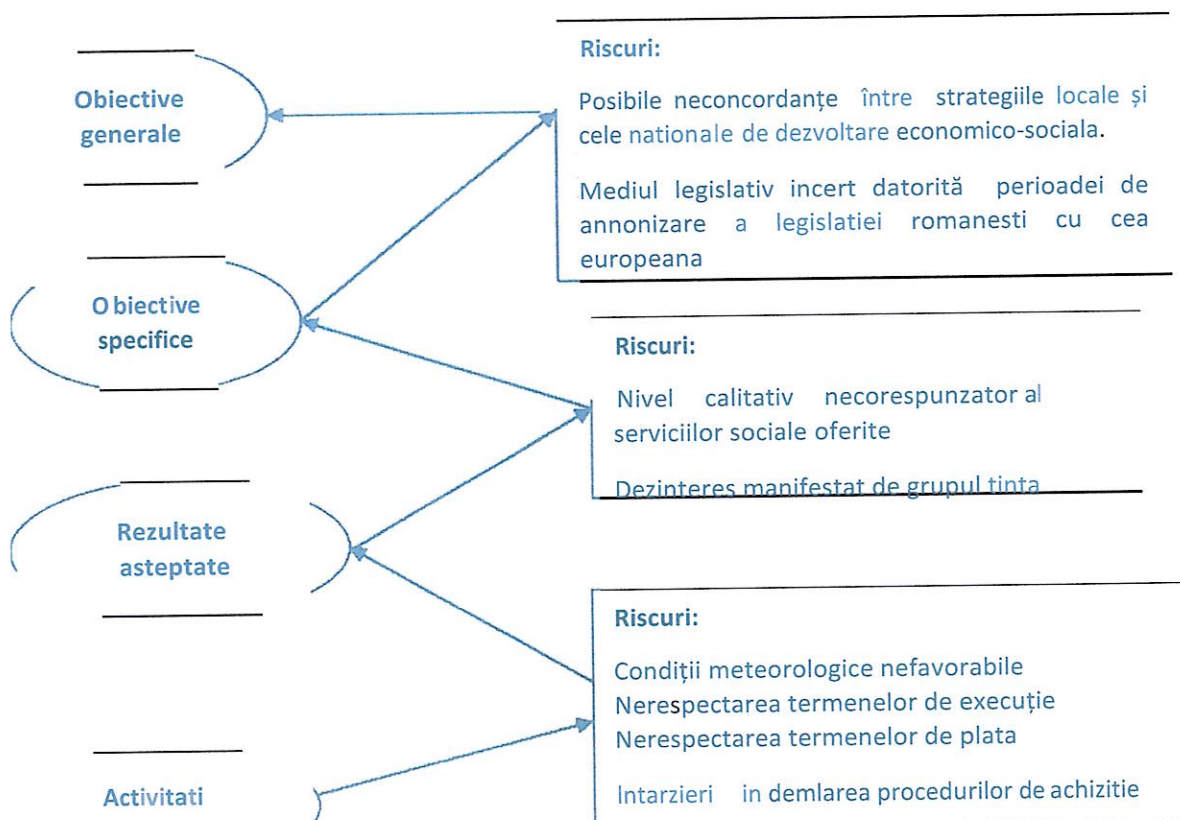 Obiective
generale
Riscuri:
Posibile neconcordanțe între strategiile locale și
cele nationale de dezvoltare economico-sociala.
Mediul legislativ incert datorită perioadei de
annonizare a legislatiei romanesti cu cea
europeana
Obiective
specifice
Riscuri:
Nivel calitativ necorespunzator al
serviciilor sociale oferite
Dezinteres manifestat de grupul tinta
Rezultate
asteptate
Riscuri:
Condiții meteorologice nefavorabile
Nerespectarea termenelor de execuție
Nerespectarea termenelor de plata
Intarzieri in demlarea procedurilor de achizitie
Activitati